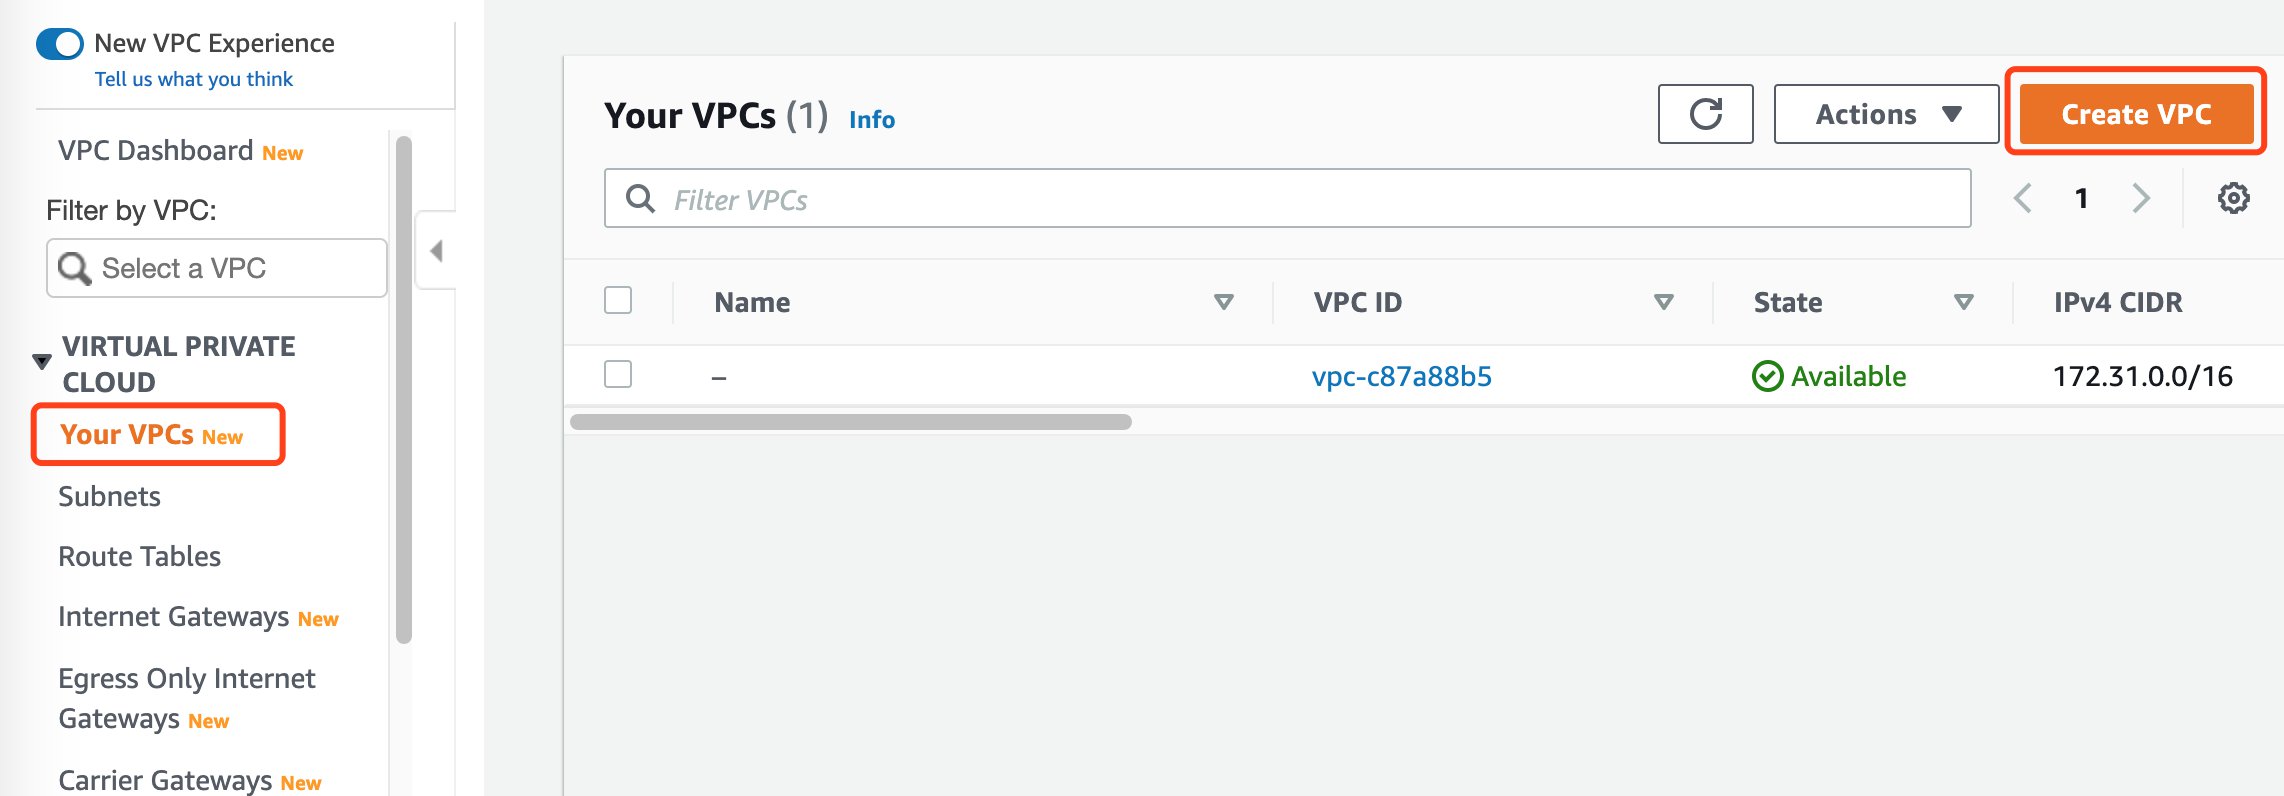 New VPC Experience
Tell us what you think
VPC Dashboard New
Filter by VPC:
Select a VPC
VIRTUAL PRIVATE
CLOUD
Your VPCs New
Subnets
Route Tables
Internet Gateways New
Egress Only Internet
Gateways New
Carrier Gateways New
Your VPCs (1) Info
Actions
Create VPC
Filter VPCs
1
Name VPC ID State IPv4 CIDR
– vpc-c87a88b5 Available 172.31.0.0/16